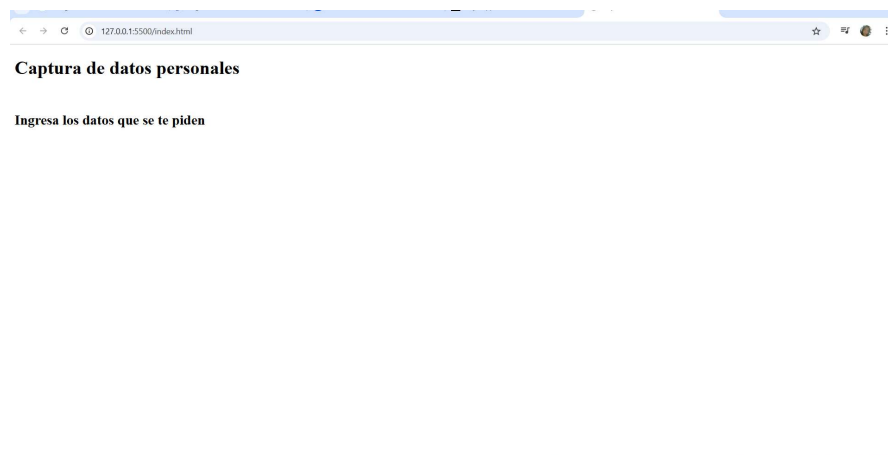 127.0.0.1:5500/index.html
Captura de datos personales
Ingresa los datos que se te piden